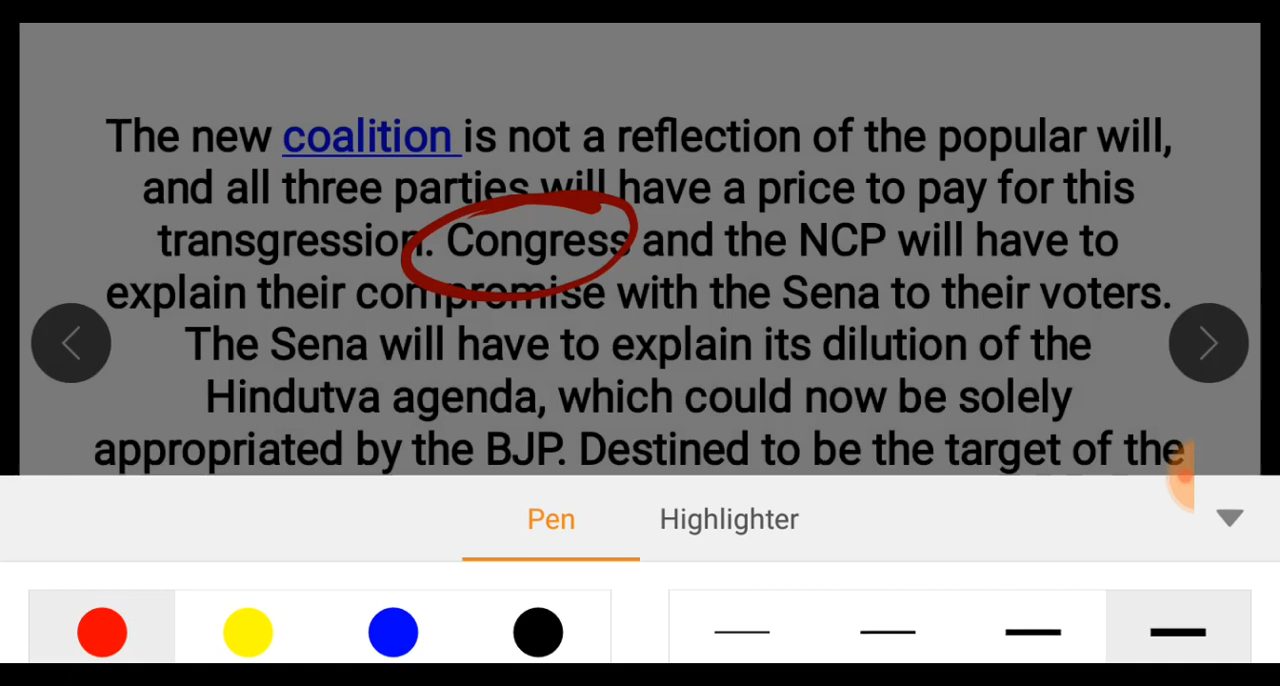 The new coalition is not a reflection of the popular will,
and all three parties will have a price to pay for this
transgression. Congress and the NCP will have to
explain their compromise with the Sena to their voters.
The Sena will have to explain its dilution of the
Hindutva agenda, which could now be solely
appropriated by the BJP. Destined to be the target of the
Pen Highlighter